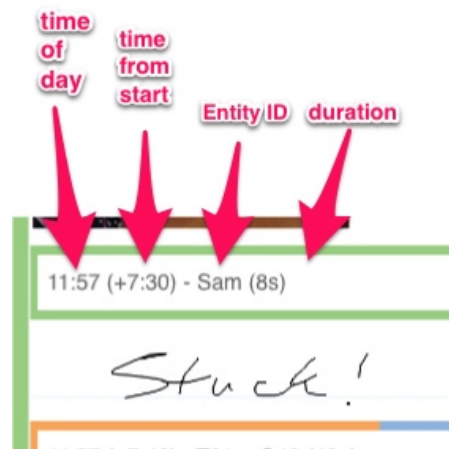 time
of
day
time
from
start
Entity ID
duration
11:57 (+7:30) - Sam (8s)
Stuck!